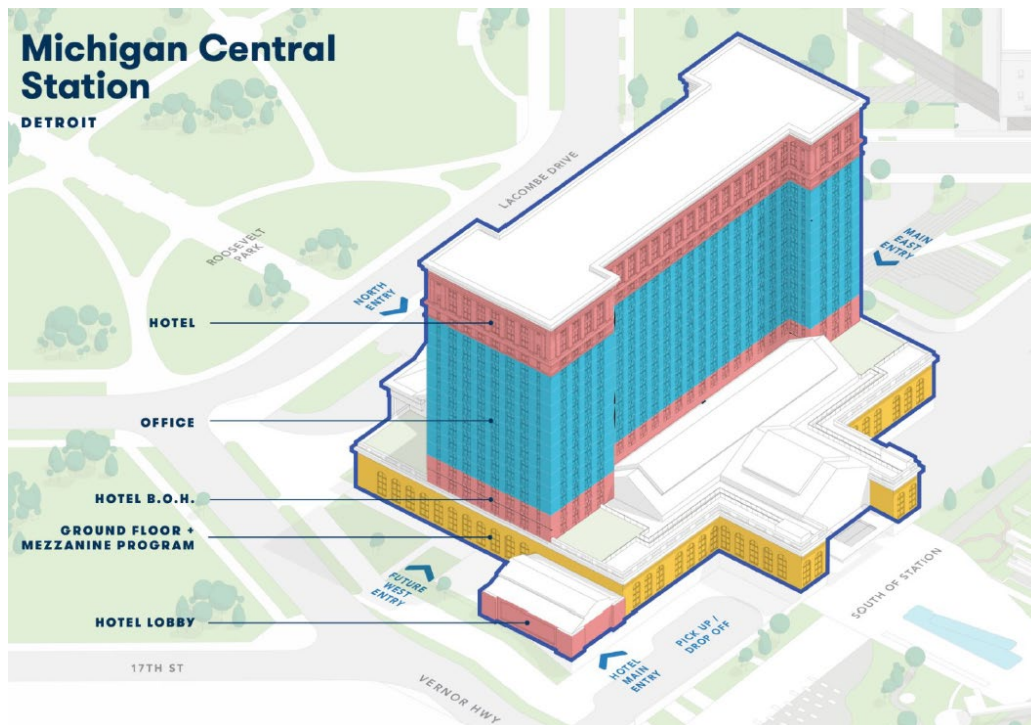 Michigan Central
Station
DETROIT
LACOMBE DRIVE
ROOSEVELT
PARK
MAIN
EAST
ENTRY
NORTH
ENTRY
HOTEL
OFFICE
HOTEL B.O.H.
GROUND FLOOR +
MEZZANINE PROGRAM
FUTURE
WEST
ENTRY
SOUTH OF STATION
HOTEL LOBBY
PICK UP /
DROP OFF
HOTEL
MAIN
ENTRY
17TH ST
VERNOR HWY